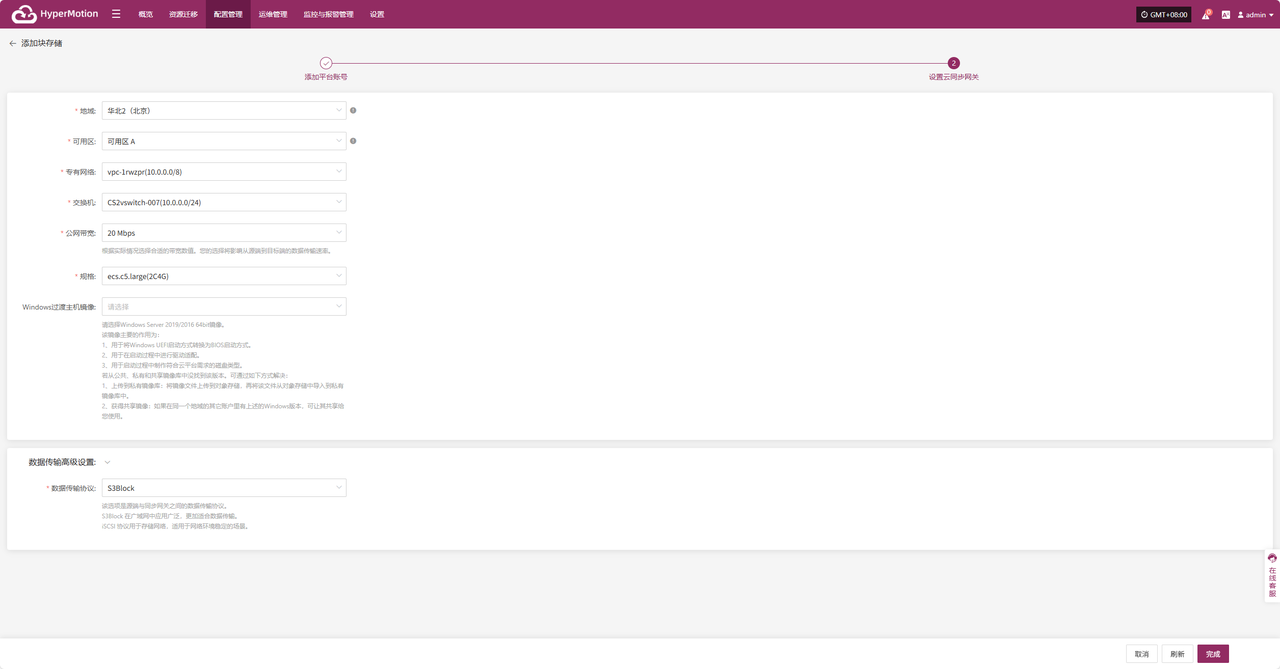 HyperMotion 概览 资源迁移 配置管理 运维管理 监控与报警管理 设置 GMT+08:00 8 A admin
添加块存储
2
添加平台账号 设置云同步网关
* 地域: 华北2（北京）
* 可用区: 可用区 A
* 专有网络: vpc-1rwzpr(10.0.0.0/8)
* 交换机: CS2vswitch-007(10.0.0.0/24)
* 公网带宽: 20 Mbps
根据实际情况选择合适的带宽数值。您的选择将影响从源端到目标端的数据传输速率。
* 规格: ecs.c5.large(2C4G)
Windows过渡主机镜像: 请选择
请选择Windows Server 2019/2016 64bit镜像。
该镜像主要的作用为:
1、用于将Windows UEFI启动方式转换为BIOS启动方式。
2、用于在启动过程中进行驱动适配。
3、用于启动过程中制作符合云平台需求的磁盘类型。
若从公共、私有和共享镜像库中没找到该版本。可通过如下方式解决:
1、上传到私有镜像库：将镜像文件上传到对象存储，再将该文件从对象存储中导入到私有
镜像库中。
2、获得共享镜像：如果在同一个地域的其它账户里有上述的Windows版本，可让其共享给
您使用。
数据传输高级设置:
* 数据传输协议: S3Block
该选项是源端与同步网关之间的数据传输协议。
S3Block 在广域网中应用广泛，更加适合数据传输。
iSCSI 协议用于存储网络，适用于网络环境稳定的场景。
在
线
客
服
取消 刷新 完成